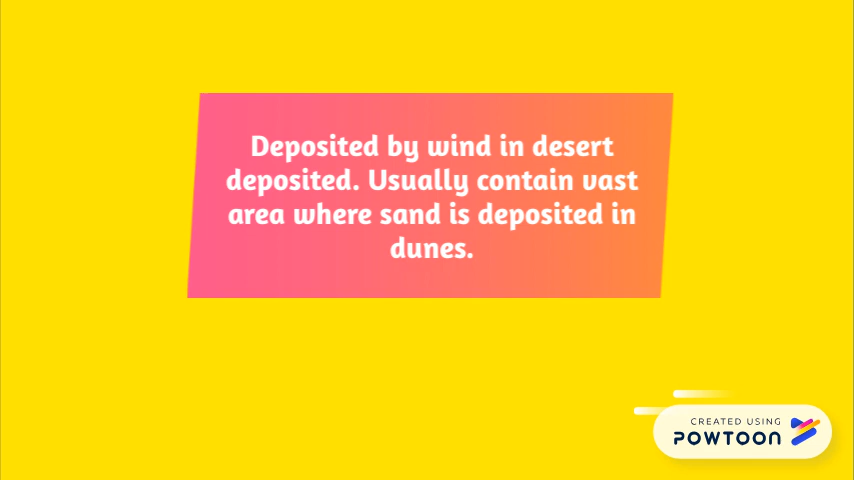 Deposited by wind in desert
deposited. Usually contain vast
area where sand is deposited in
dunes.
CREATED USING
POWTOON